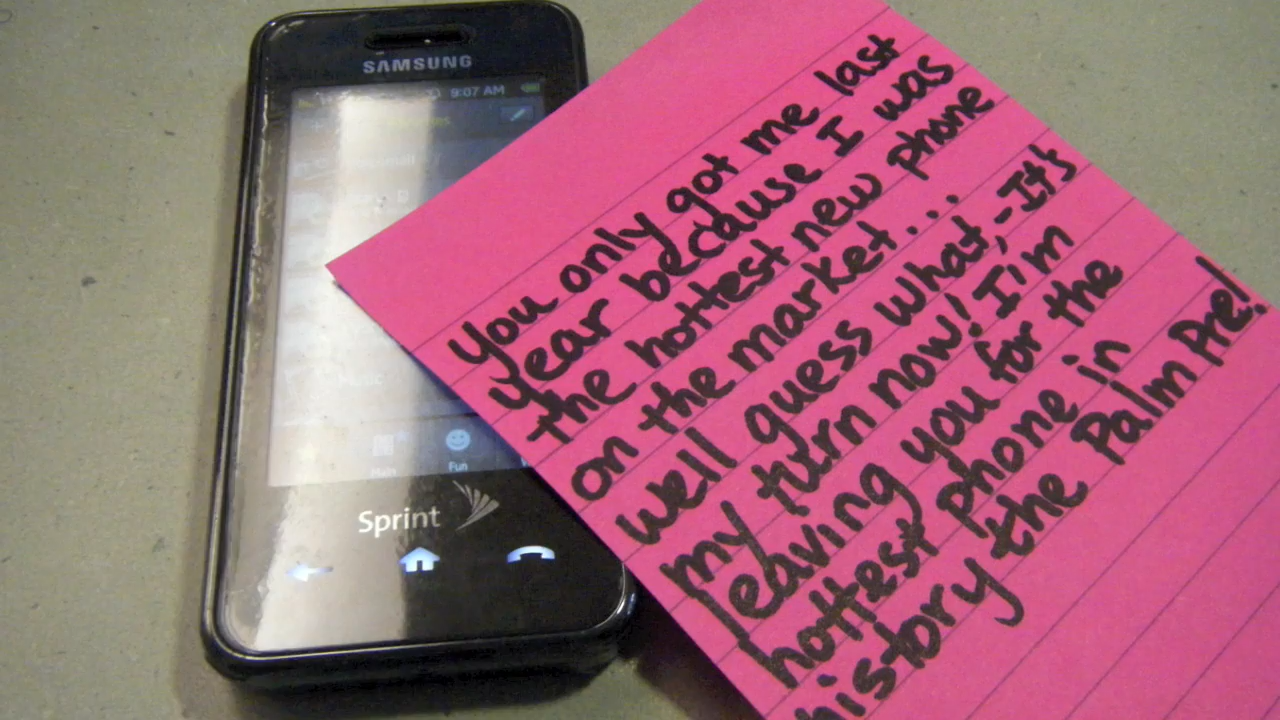 SAMSUNG
9:07 AM
Main
Fun
Sprint
You only got me last
year because I was
the hottest new phone
on the market...
well guess what,-It's
my turn now! I'm
leaving you for the
hottest phone in
history the Palm Pre!